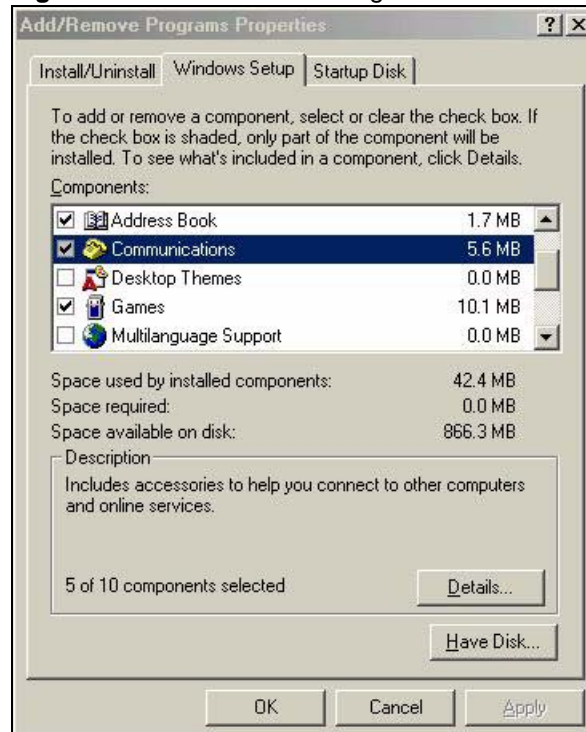 Add/Remove Programs Properties
Install/Uninstall Windows Setup Startup Disk
To add or remove a component, select or clear the check box. If
the check box is shaded, only part of the component will be
installed. To see what's included in a component, click Details.
Components:
Address Book 1.7 MB
Communications 5.6 MB
Desktop Themes 0.0 MB
Games 10.1 MB
Multilanguage Support 0.0 MB
Space used by installed components: 42.4 MB
Space required: 0.0 MB
Space available on disk: 866.3 MB
Description
Includes accessories to help you connect to other computers
and online services.
5 of 10 components selected Details...
Have Disk...
OK Cancel Apply